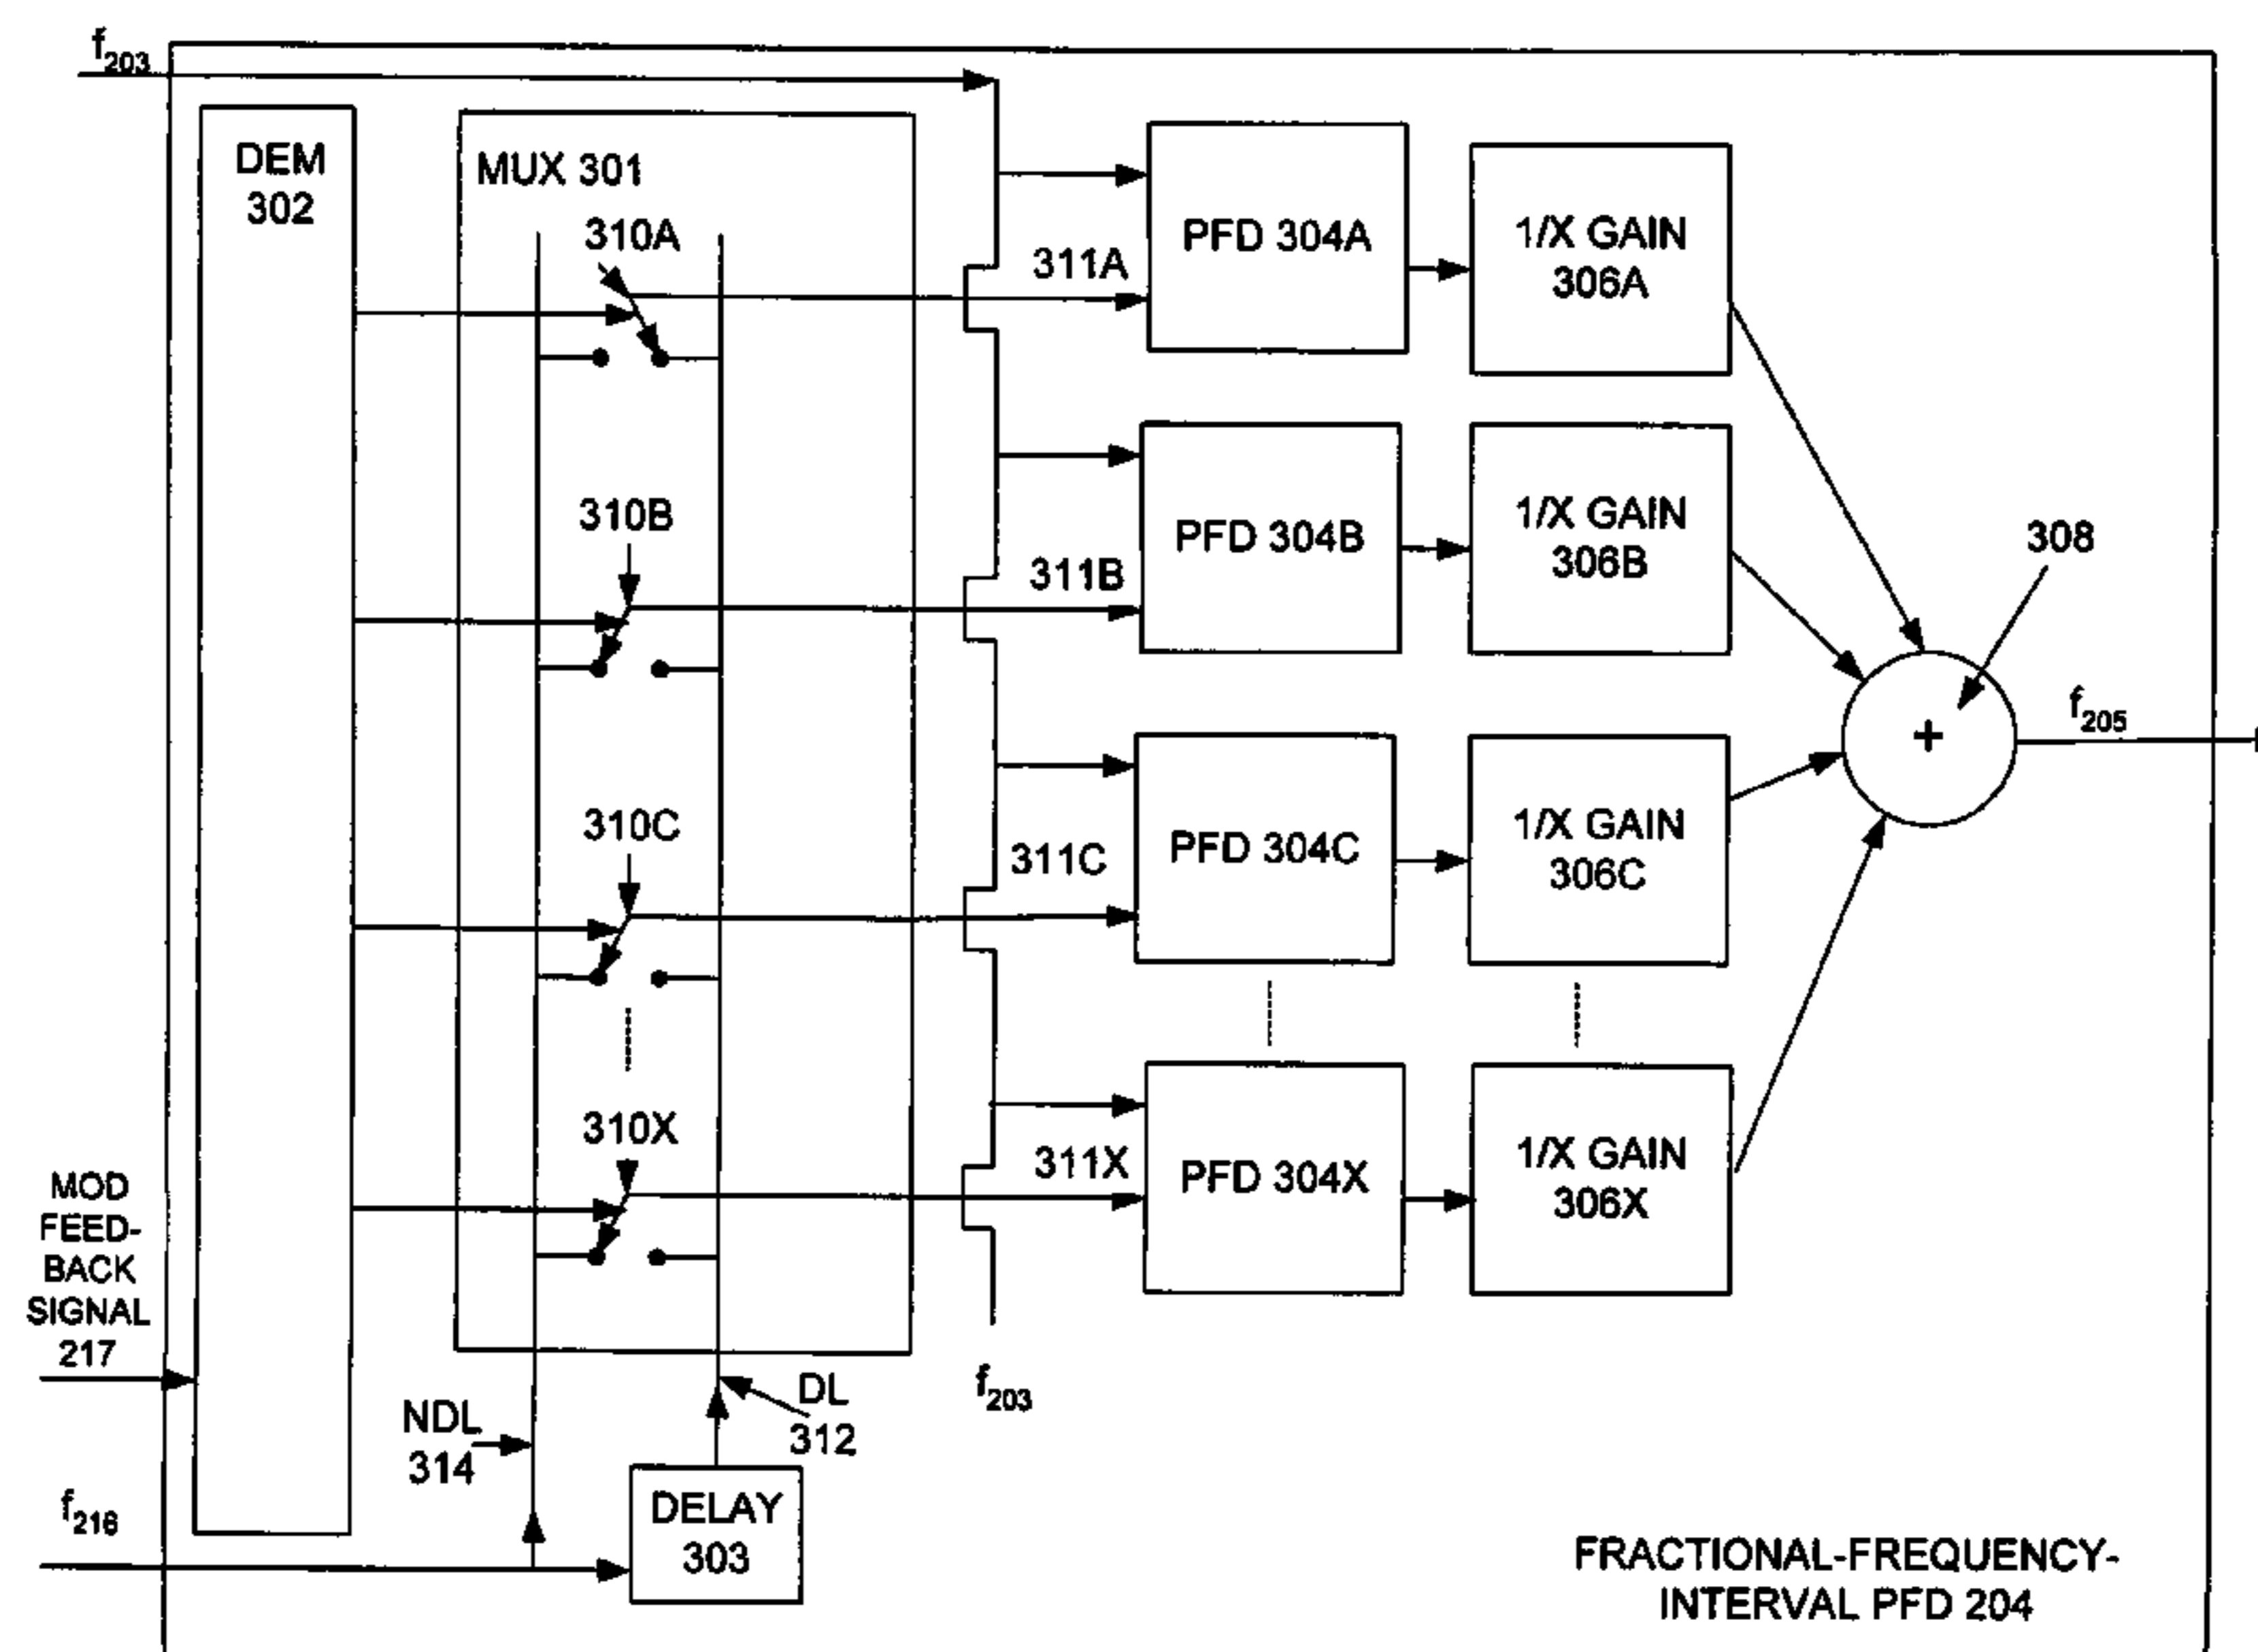 f203
DEM
302
MUX 301
310A
311A
PFD 304A
1/X GAIN
306A
310B
311B
PFD 304B
1/X GAIN
306B
308
+
f205
310C
311C
PFD 304C
1/X GAIN
306C
310X
311X
PFD 304X
1/X GAIN
306X
MOD
FEED-
BACK
SIGNAL
217
f203
NDL
314
DL
312
f216
DELAY
303
FRACTIONAL-FREQUENCY-
INTERVAL PFD 204